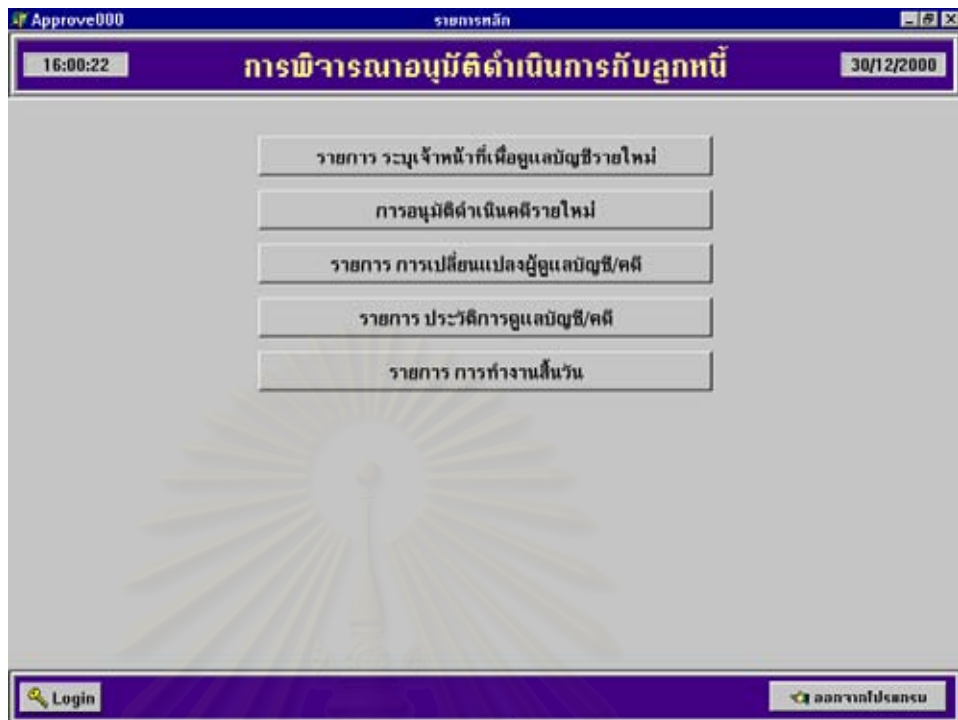 Approve000 รายการหลัก
16:00:22 การพิจารณาอนุมัติดำเนินการกับลูกหนี้ 30/12/2000
รายการ ระบุเจ้าหน้าที่เพื่อดูแลบัญชีรายใหม่
การอนุมัติดำเนินคดีรายใหม่
รายการ การเปลี่ยนแปลงผู้ดูแลบัญชี/คดี
รายการ ประวัติการดูแลบัญชี/คดี
รายการ การทำงานสิ้นวัน
Login ออกจากโปรแกรม